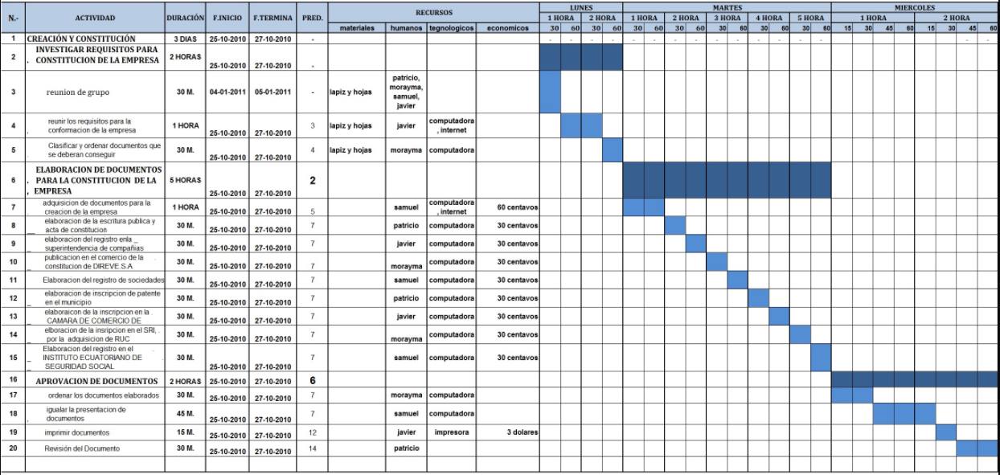 N.- ACTIVIDAD DURACIÓN F.INICIO F.TERMINA PRED. RECURSOS LUNES MARTES MIERCOLES
1 HORA 2 HORA 1 HORA 2 HORA 3 HORA 4 HORA 5 HORA 1 HORA 2 HORA
materiales humanos tegnologicos economicos 30 60 30 60 30 60 30 60 30 60 30 60 30 60 15 30 45 60 15 30 45 60
1 CREACIÓN Y CONSTITUCIÓN 3 DIAS 25-10-2010 27-10-2010 - - - - - - - - - - - - - - - - -
2 INVESTIGAR REQUISITOS PARA
. CONSTITUCION DE LA EMPRESA 2 HORAS 25-10-2010 27-10-2010 -
3 reunion de grupo 30 M. 04-01-2011 05-01-2011 - lapiz y hojas patricio,
morayma,
samuel,
javier
4 reunir los requisitos para la
conformacion de la empresa 1 HORA 25-10-2010 27-10-2010 3 lapiz y hojas javier computadora
, internet
5 Clasificar y ordenar documentos que
se deberan conseguir 30 M. 25-10-2010 27-10-2010 4 lapiz y hojas morayma computadora
6 ELABORACION DE DOCUMENTOS
. PARA LA CONSTITUCION DE LA
, EMPRESA 5 HORAS 25-10-2010 27-10-2010 2
7 adquisicion de documentos para la
creacion de la empresa 1 HORA 25-10-2010 27-10-2010 5 samuel computadora
, internet 60 centavos
8 elaboracion de la escritura publica y
acta de constitucion 30 M. 25-10-2010 27-10-2010 7 patricio computadora 30 centavos
9 elaboracion del registro enla _
superintendencia de compañias 30 M. 25-10-2010 27-10-2010 7 javier computadora 30 centavos
10 publicacion en el comercio de la
constitucion de DIREVE.S.A 30 M. 25-10-2010 27-10-2010 7 morayma computadora 30 centavos
11 Elaboracion del registro de sociedades 30 M. 25-10-2010 27-10-2010 7 samuel computadora 30 centavos
12 elaboracion de inscripcion de patente
en el municipio 30 M. 25-10-2010 27-10-2010 7 patricio computadora 30 centavos
13 elaboraicon de la inscripcion en la .
CAMARA DE COMERCIO DE 30 M. 25-10-2010 27-10-2010 7 javier computadora 30 centavos
14 elboracion de la insripcion en el SRI, .
por la adquisicion de RUC 30 M. 25-10-2010 27-10-2010 7 morayma computadora 30 centavos
15 Elaboracion del registro en el
INSTITUTO ECUATORIANO DE
SEGURIDAD SOCIAL 30 M. 25-10-2010 27-10-2010 7 samuel computadora 30 centavos
16 APROVACION DE DOCUMENTOS 2 HORAS 25-10-2010 27-10-2010 6
17 ordenar los documentos elaborados 30 M. 25-10-2010 27-10-2010 7 morayma computadora
18 igualar la presentacion de
documentos 45 M. 25-10-2010 27-10-2010 7 samuel computadora
19 imprimir documentos 15 M. 25-10-2010 27-10-2010 12 javier impresora 3 dolares
20 Revisión del Documento 30 M. 25-10-2010 27-10-2010 14 patricio